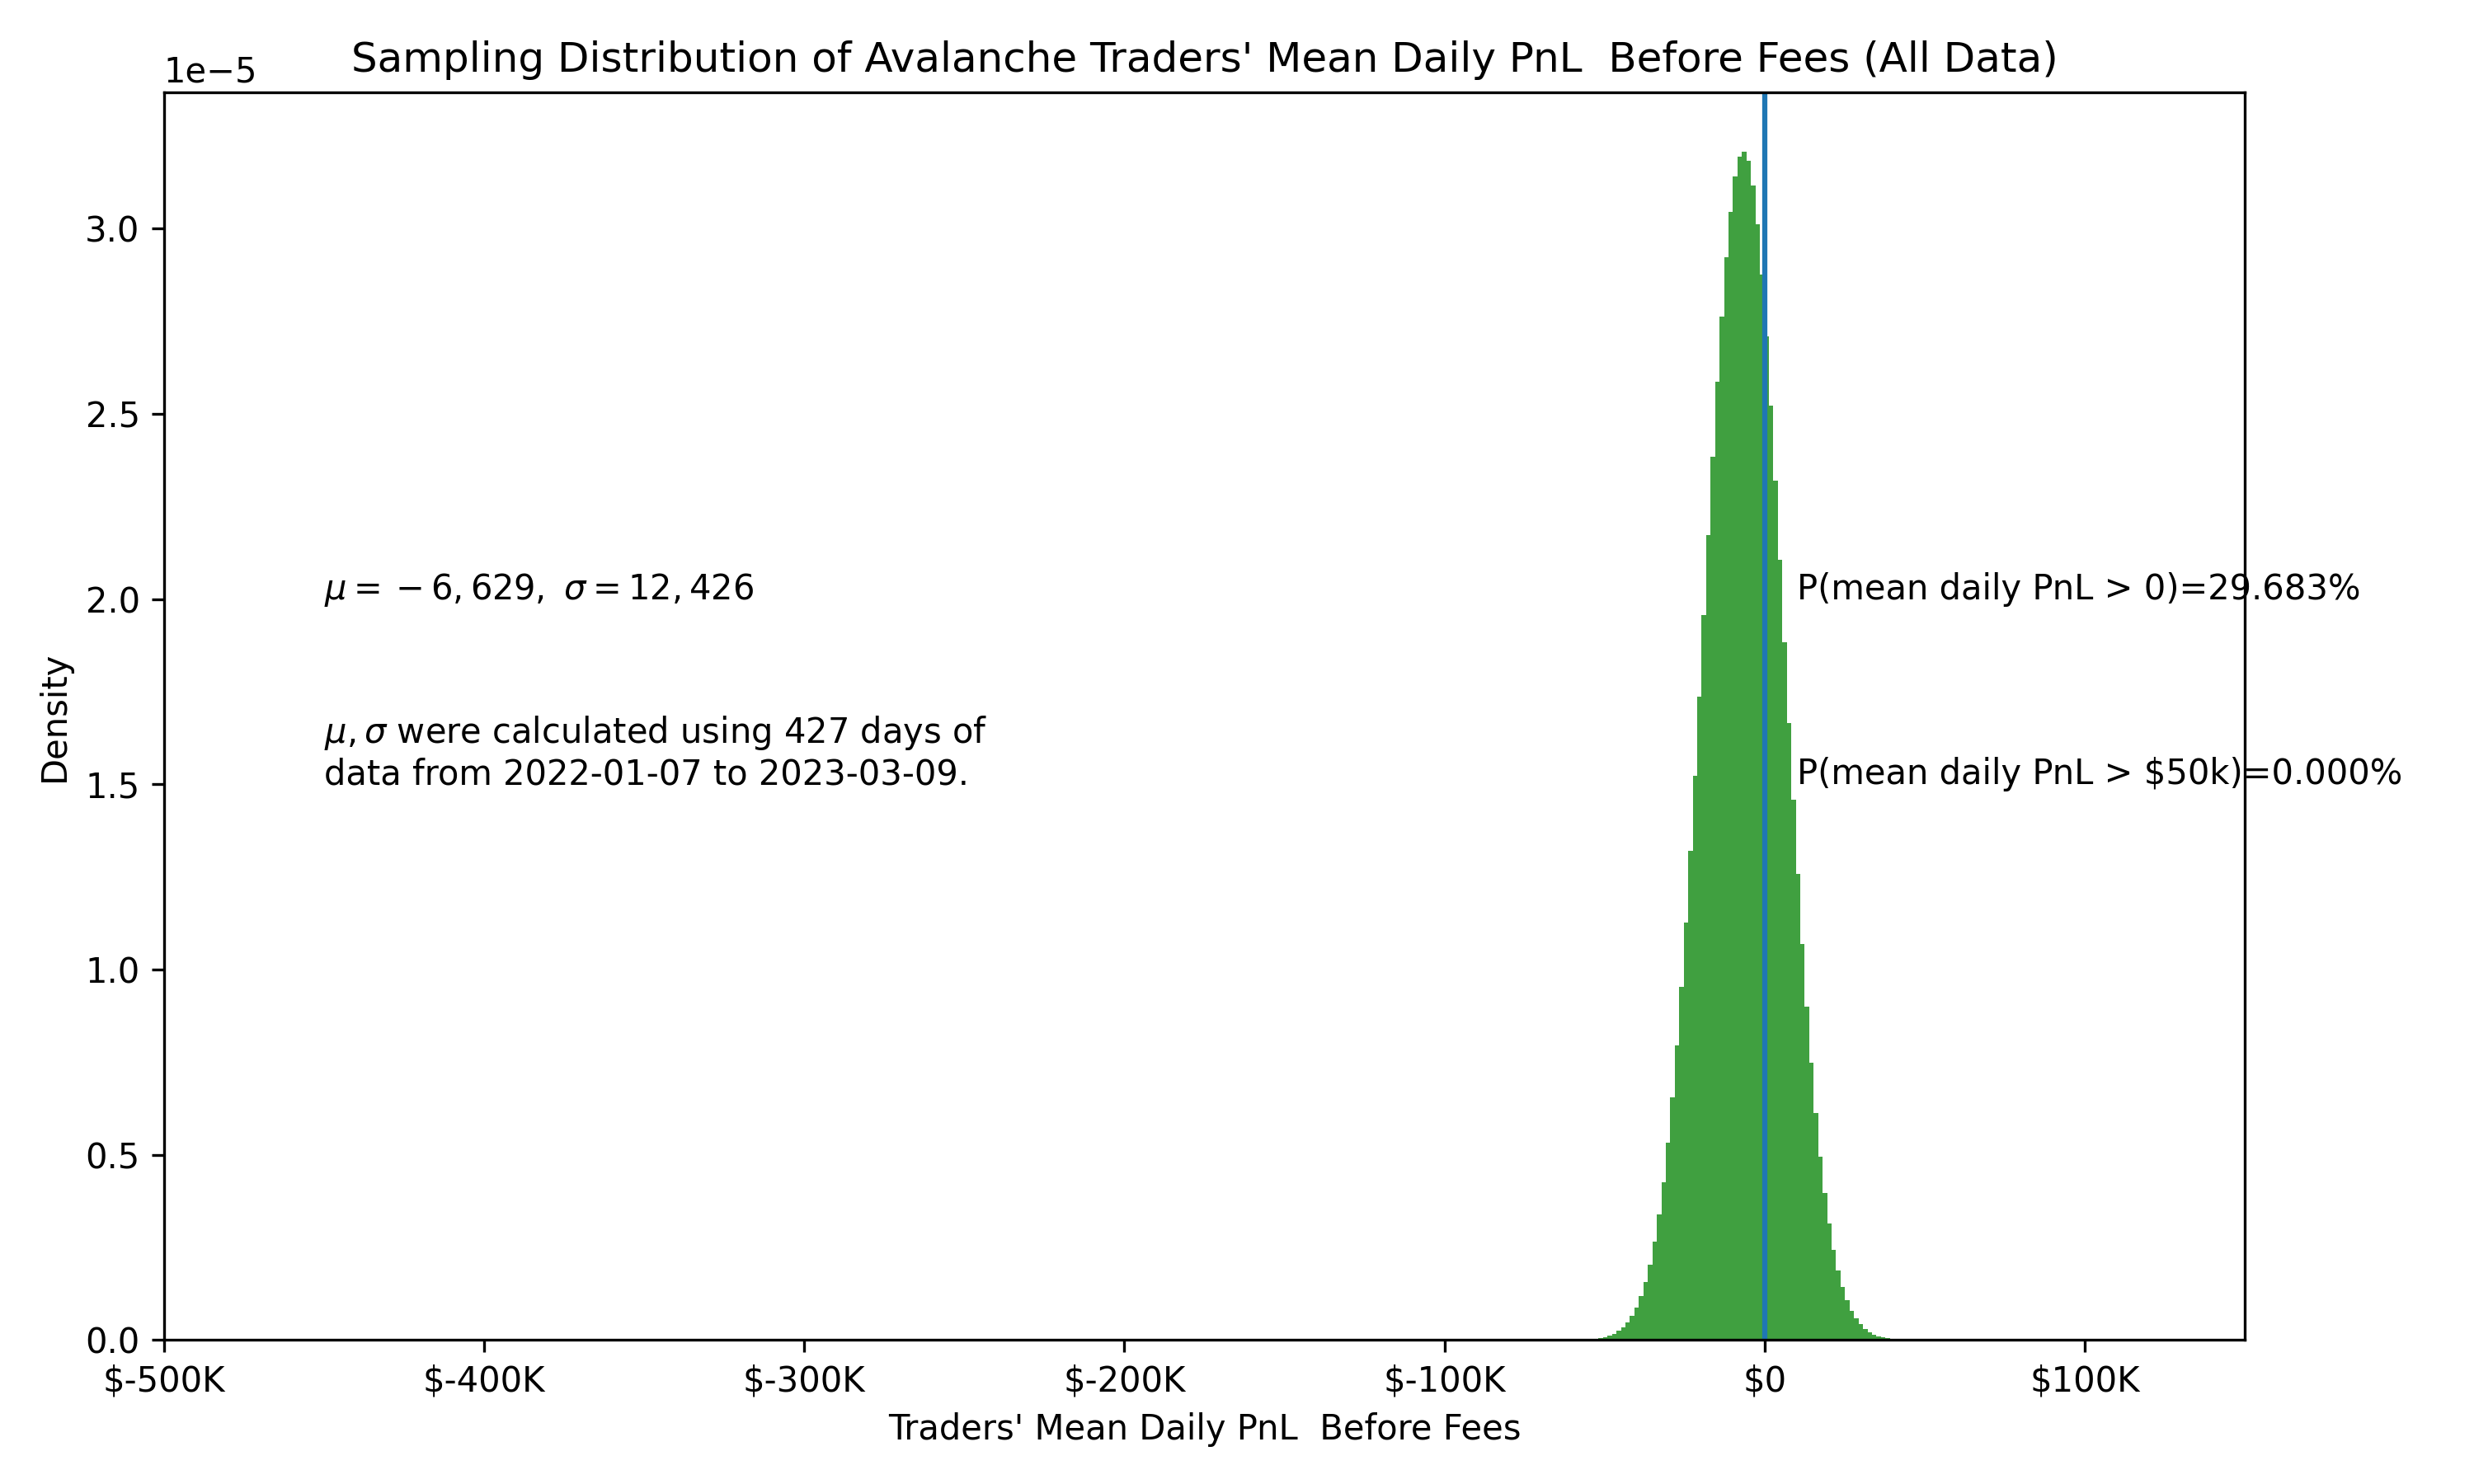 Sampling Distribution of Avalanche Traders' Mean Daily PnL  Before Fees (All Data)
1e−5
3.0
2.5
2.0
1.5
1.0
0.5
0.0
Density
μ = − 6, 629, σ = 12, 426
μ, σ were calculated using 427 days of
data from 2022-01-07 to 2023-03-09.
P(mean daily PnL > 0)=29.683%
P(mean daily PnL > $50k)=0.000%
$-500K $-400K $-300K $-200K $-100K $0 $100K
Traders' Mean Daily PnL  Before Fees